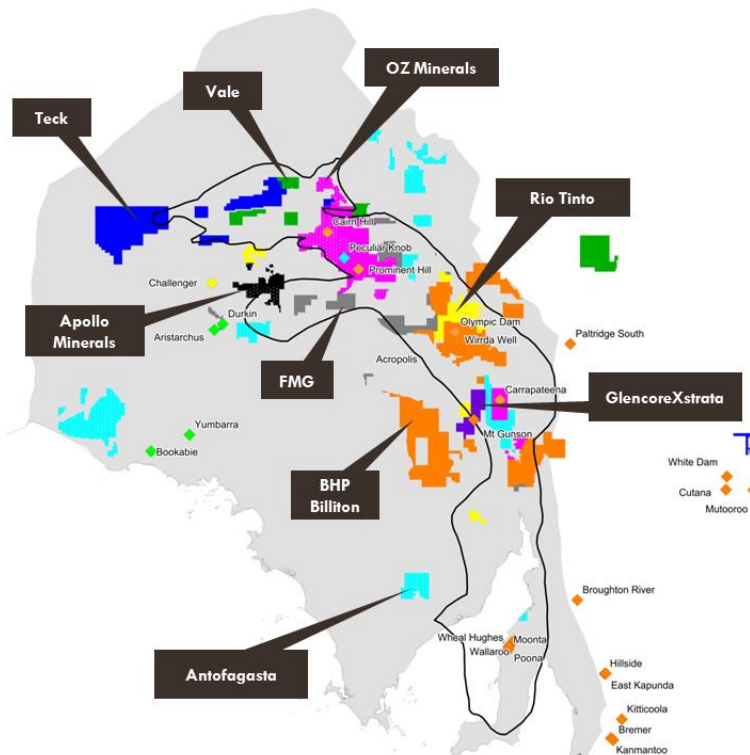 OZ Minerals
Vale
Teck
Rio Tinto
Cairn Hill
Peculiar Knob
Prominent Hill
Challenger
Durkin
Apollo
Minerals
Aristarchus
Olympic Dam
Wirrda Well
Paltridge South
FMG
Acropolis
GlencoreXstrata
Carrapateena
Mt Gunson
Yumbarra
Bookabie
BHP
Billiton
White Dam
Cutana
Mutooroo
Broughton River
Wheal Hughes
Moonta
Wallaroo
Poona
Antofagasta
Hillside
East Kapunda
Kitticoola
Bremer
Kanmantoo